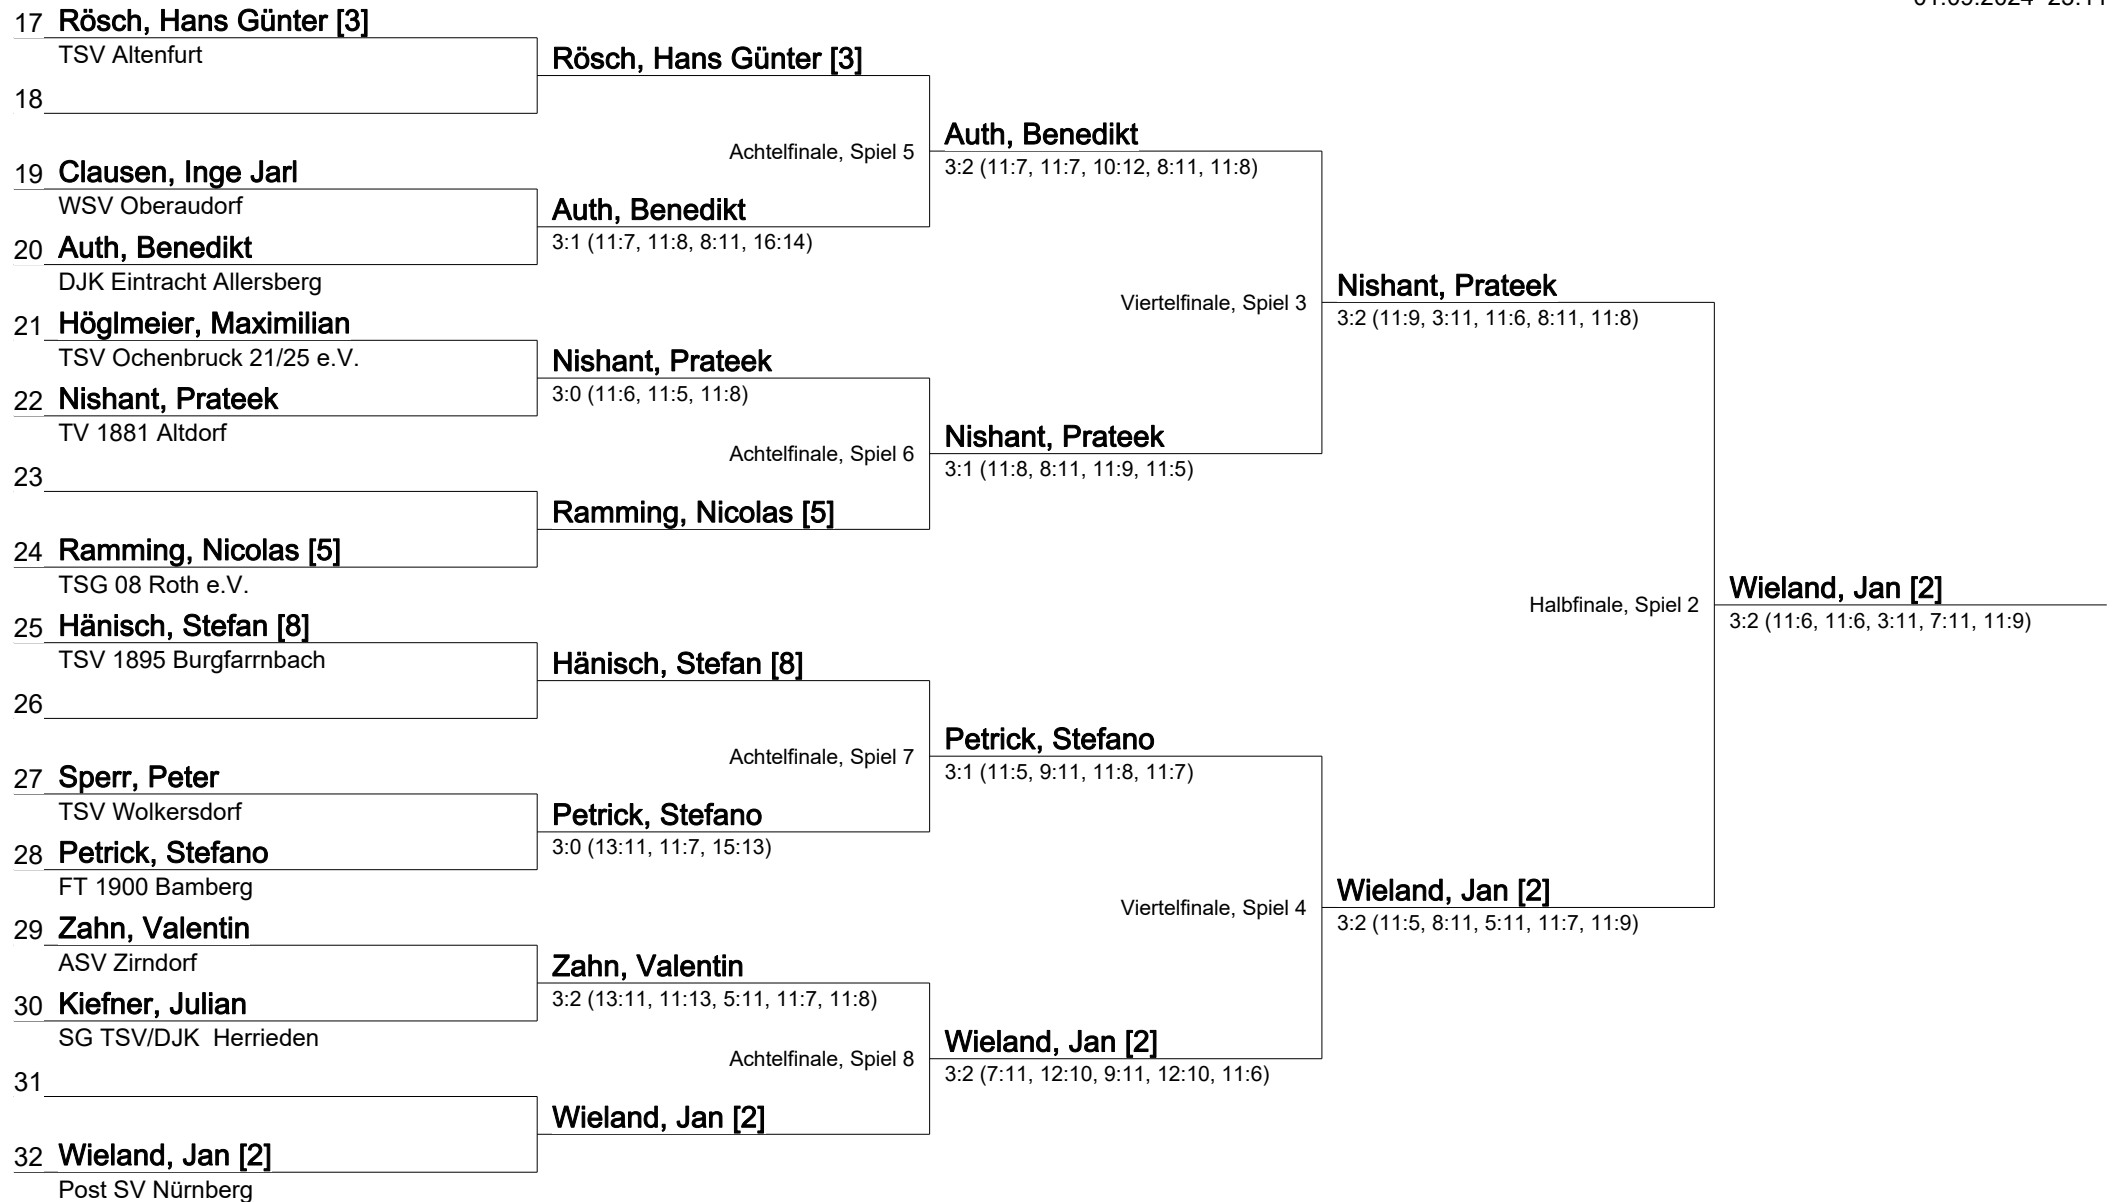 17 Rösch, Hans Günter [3]
TSV Altenfurt
Rösch, Hans Günter [3]
18
Auth, Benedikt
Achtelfinale, Spiel 5
3:2 (11:7, 11:7, 10:12, 8:11, 11:8)
19 Clausen, Inge Jarl
WSV Oberaudorf
Auth, Benedikt
3:1 (11:7, 11:8, 8:11, 16:14)
20 Auth, Benedikt
DJK Eintracht Allersberg
Nishant, Prateek
Viertelfinale, Spiel 3
3:2 (11:9, 3:11, 11:6, 8:11, 11:8)
21 Höglmeier, Maximilian
TSV Ochenbruck 21/25 e.V.
Nishant, Prateek
3:0 (11:6, 11:5, 11:8)
22 Nishant, Prateek
TV 1881 Altdorf
Nishant, Prateek
Achtelfinale, Spiel 6
3:1 (11:8, 8:11, 11:9, 11:5)
23
Ramming, Nicolas [5]
24 Ramming, Nicolas [5]
TSG 08 Roth e.V.
Wieland, Jan [2]
Halbfinale, Spiel 2
3:2 (11:6, 11:6, 3:11, 7:11, 11:9)
25 Hänisch, Stefan [8]
TSV 1895 Burgfarrnbach
Hänisch, Stefan [8]
26
Petrick, Stefano
Achtelfinale, Spiel 7
3:1 (11:5, 9:11, 11:8, 11:7)
27 Sperr, Peter
TSV Wolkersdorf
Petrick, Stefano
3:0 (13:11, 11:7, 15:13)
28 Petrick, Stefano
FT 1900 Bamberg
Wieland, Jan [2]
Viertelfinale, Spiel 4
3:2 (11:5, 8:11, 5:11, 11:7, 11:9)
29 Zahn, Valentin
ASV Zirndorf
Zahn, Valentin
3:2 (13:11, 11:13, 5:11, 11:7, 11:8)
30 Kiefner, Julian
SG TSV/DJK  Herrieden
Wieland, Jan [2]
Achtelfinale, Spiel 8
3:2 (7:11, 12:10, 9:11, 12:10, 11:6)
31
Wieland, Jan [2]
32 Wieland, Jan [2]
Post SV Nürnberg